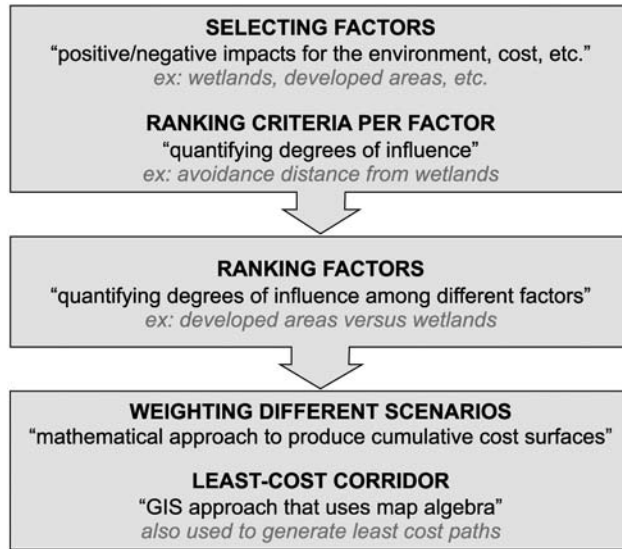 SELECTING FACTORS
“positive/negative impacts for the environment, cost, etc.”
ex: wetlands, developed areas, etc.
RANKING CRITERIA PER FACTOR
“quantifying degrees of influence”
ex: avoidance distance from wetlands
RANKING FACTORS
“quantifying degrees of influence among different factors”
ex: developed areas versus wetlands
WEIGHTING DIFFERENT SCENARIOS
“mathematical approach to produce cumulative cost surfaces”
LEAST-COST CORRIDOR
“GIS approach that uses map algebra”
also used to generate least cost paths